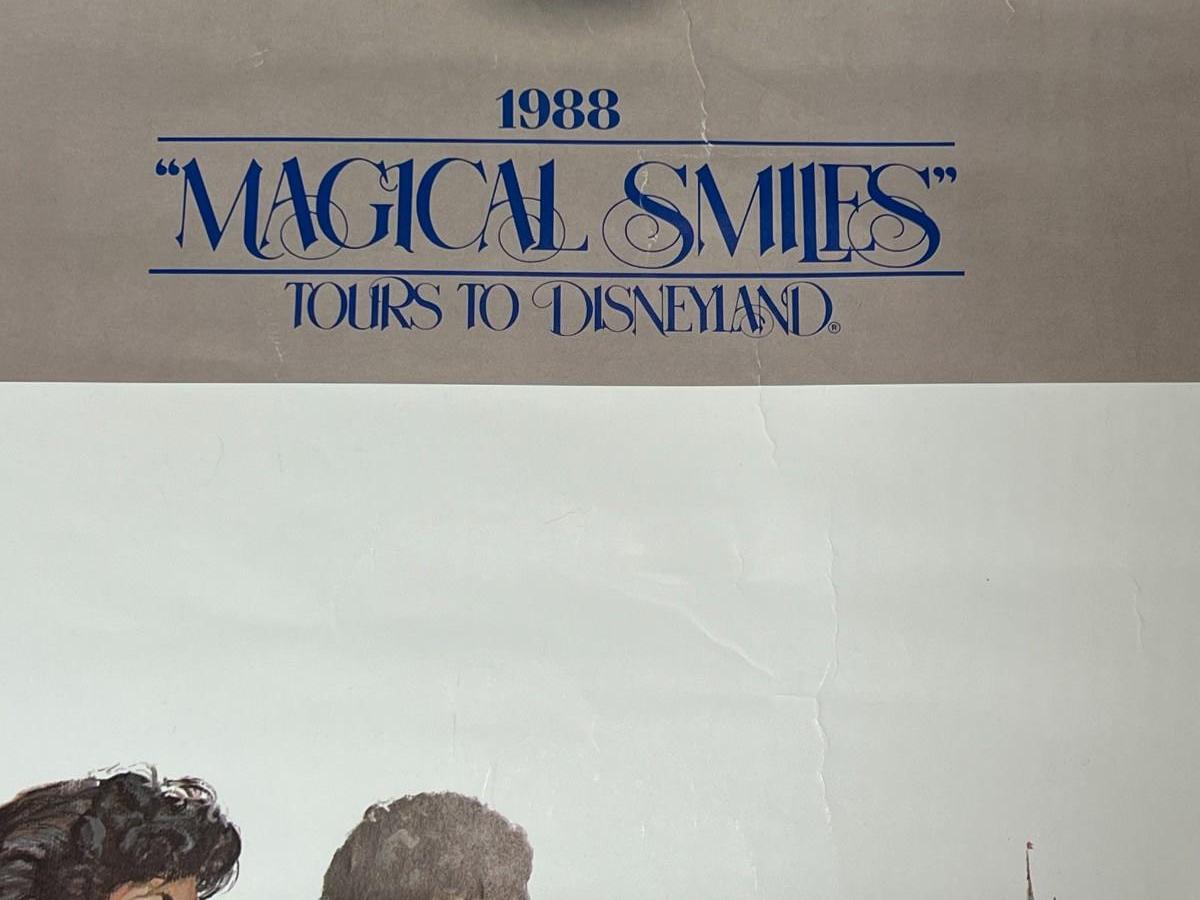 1988
“MAGICAL SMILES”
TOURS TO DISNEYLAND®